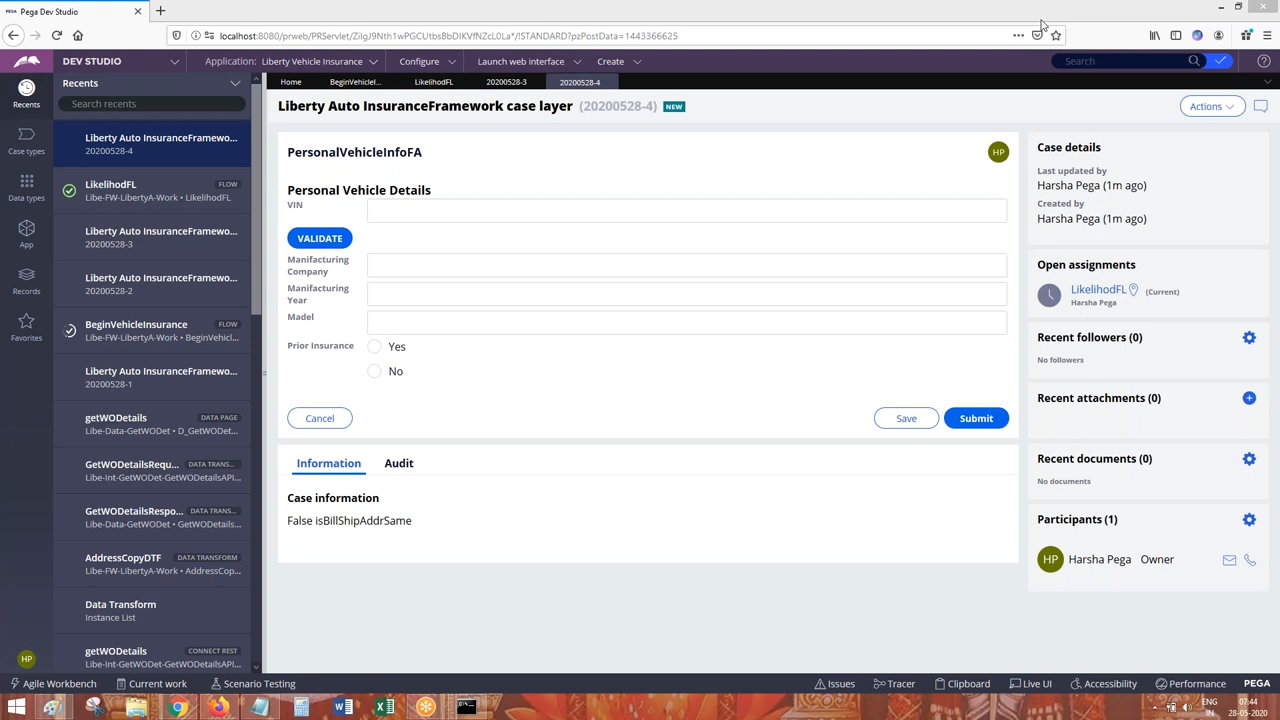 Pega Dev Studio
localhost:8080/prweb/PRServlet/ZiIgJ9Nth1wPGCUtbsBbDIKVfNZcL0La*/!STANDARD?pzPostData=1443366625
DEV STUDIO
Application: Liberty Vehicle Insurance
Configure
Launch web interface
Create
Search
Recents
Home
BeginVehicleI...
LikelihodFL
20200528-3
20200528-4
Recents
Search recents
Case types
Data types
App
Records
Favorites
Liberty Auto InsuranceFramewo...
20200528-4
LikelihodFL FLOW
Libe-FW-LibertyA-Work • LikelihodFL
Liberty Auto InsuranceFramewo...
20200528-3
Liberty Auto InsuranceFramewo...
20200528-2
BeginVehicleInsurance FLOW
Libe-FW-LibertyA-Work • BeginVehicl...
Liberty Auto InsuranceFramewo...
20200528-1
getWODetails DATA PAGE
Libe-Data-GetWODet • D_GetWODet...
GetWODetailsRequ... DATA TRANS...
Libe-Int-GetWODet-GetWODetailsAPI...
GetWODetailsRespo... DATA TRANS...
Libe-Data-GetWODet • GetWODetails...
AddressCopyDTF DATA TRANSFORM
Libe-FW-LibertyA-Work • AddressCop...
Data Transform
Instance List
getWODetails CONNECT REST
Libe-Int-GetWODet-GetWODetailsAPI...
HP
Liberty Auto InsuranceFramework case layer (20200528-4) NEW
Actions
PersonalVehicleInfoFA
HP
Personal Vehicle Details
VIN
VALIDATE
Manifacturing
Company
Manifacturing
Year
Madel
Prior Insurance
Yes
No
Cancel
Save
Submit
Information
Audit
Case information
False isBillShipAddrSame
Case details
Last updated by
Harsha Pega (1m ago)
Created by
Harsha Pega (1m ago)
Open assignments
LikelihodFL (Current)
Harsha Pega
Recent followers (0)
No followers
Recent attachments (0)
Recent documents (0)
No documents
Participants (1)
HP Harsha Pega Owner
Agile Workbench
Current work
Scenario Testing
Issues
Tracer
Clipboard
Live UI
Accessibility
Performance
PEGA
ENG
IN
07:44
28-05-2020